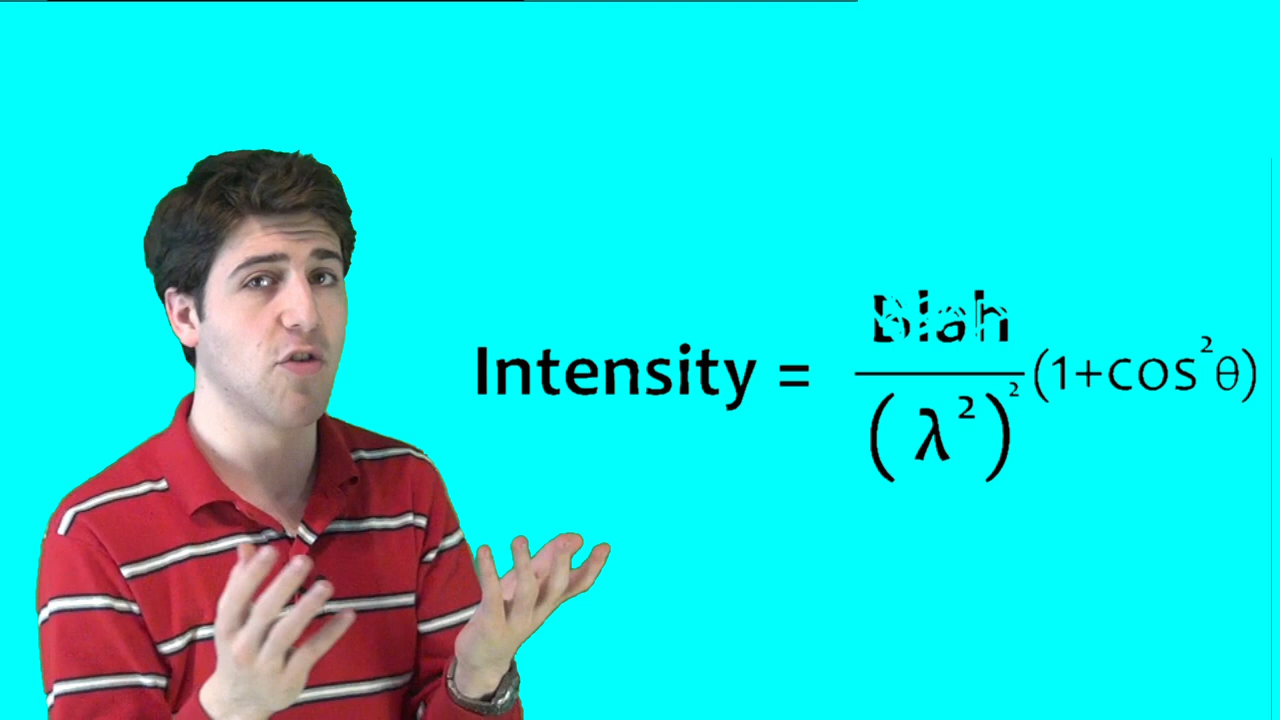 Intensity = Blah/(λ²)² (1+cos²θ)